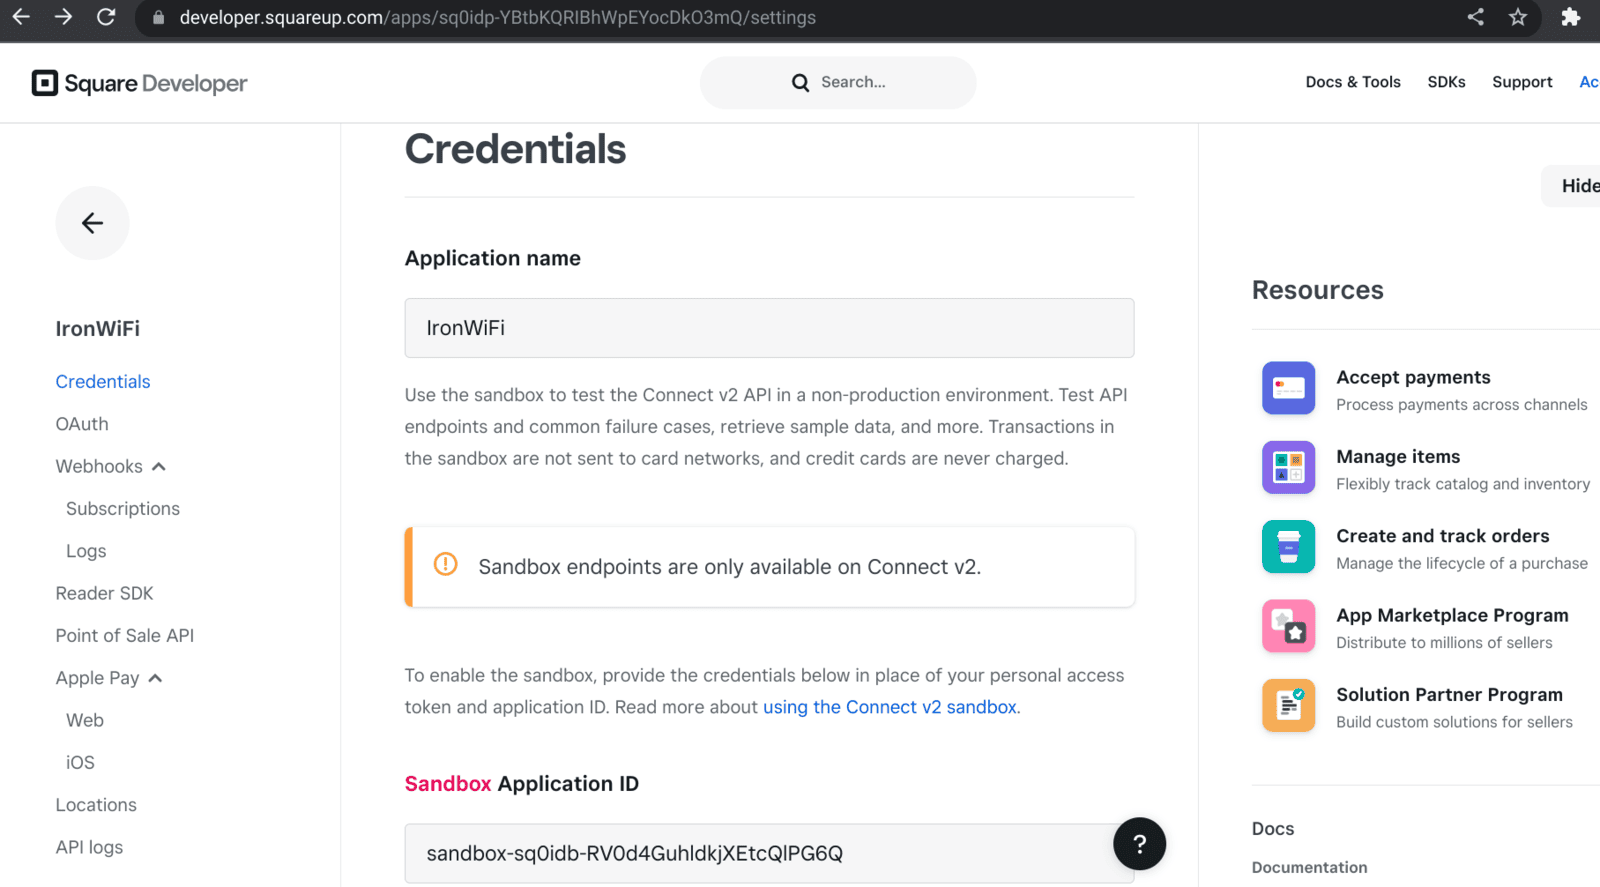 developer.squareup.com/apps/sq0idp-YBtbKQRIBhWpEYocDkO3mQ/settings
Square Developer
Search...
Docs & Tools
SDKs
Support
Ac
IronWiFi
Credentials
OAuth
Webhooks
Subscriptions
Logs
Reader SDK
Point of Sale API
Apple Pay
Web
iOS
Locations
API logs
Credentials
Application name
IronWiFi
Use the sandbox to test the Connect v2 API in a non-production environment. Test API
endpoints and common failure cases, retrieve sample data, and more. Transactions in
the sandbox are not sent to card networks, and credit cards are never charged.
Sandbox endpoints are only available on Connect v2.
To enable the sandbox, provide the credentials below in place of your personal access
token and application ID. Read more about using the Connect v2 sandbox.
Sandbox Application ID
sandbox-sq0idb-RV0d4GuhldkjXEtcQlPG6Q
?
Hide
Resources
Accept payments
Process payments across channels
Manage items
Flexibly track catalog and inventory
Create and track orders
Manage the lifecycle of a purchase
App Marketplace Program
Distribute to millions of sellers
Solution Partner Program
Build custom solutions for sellers
Docs
Documentation